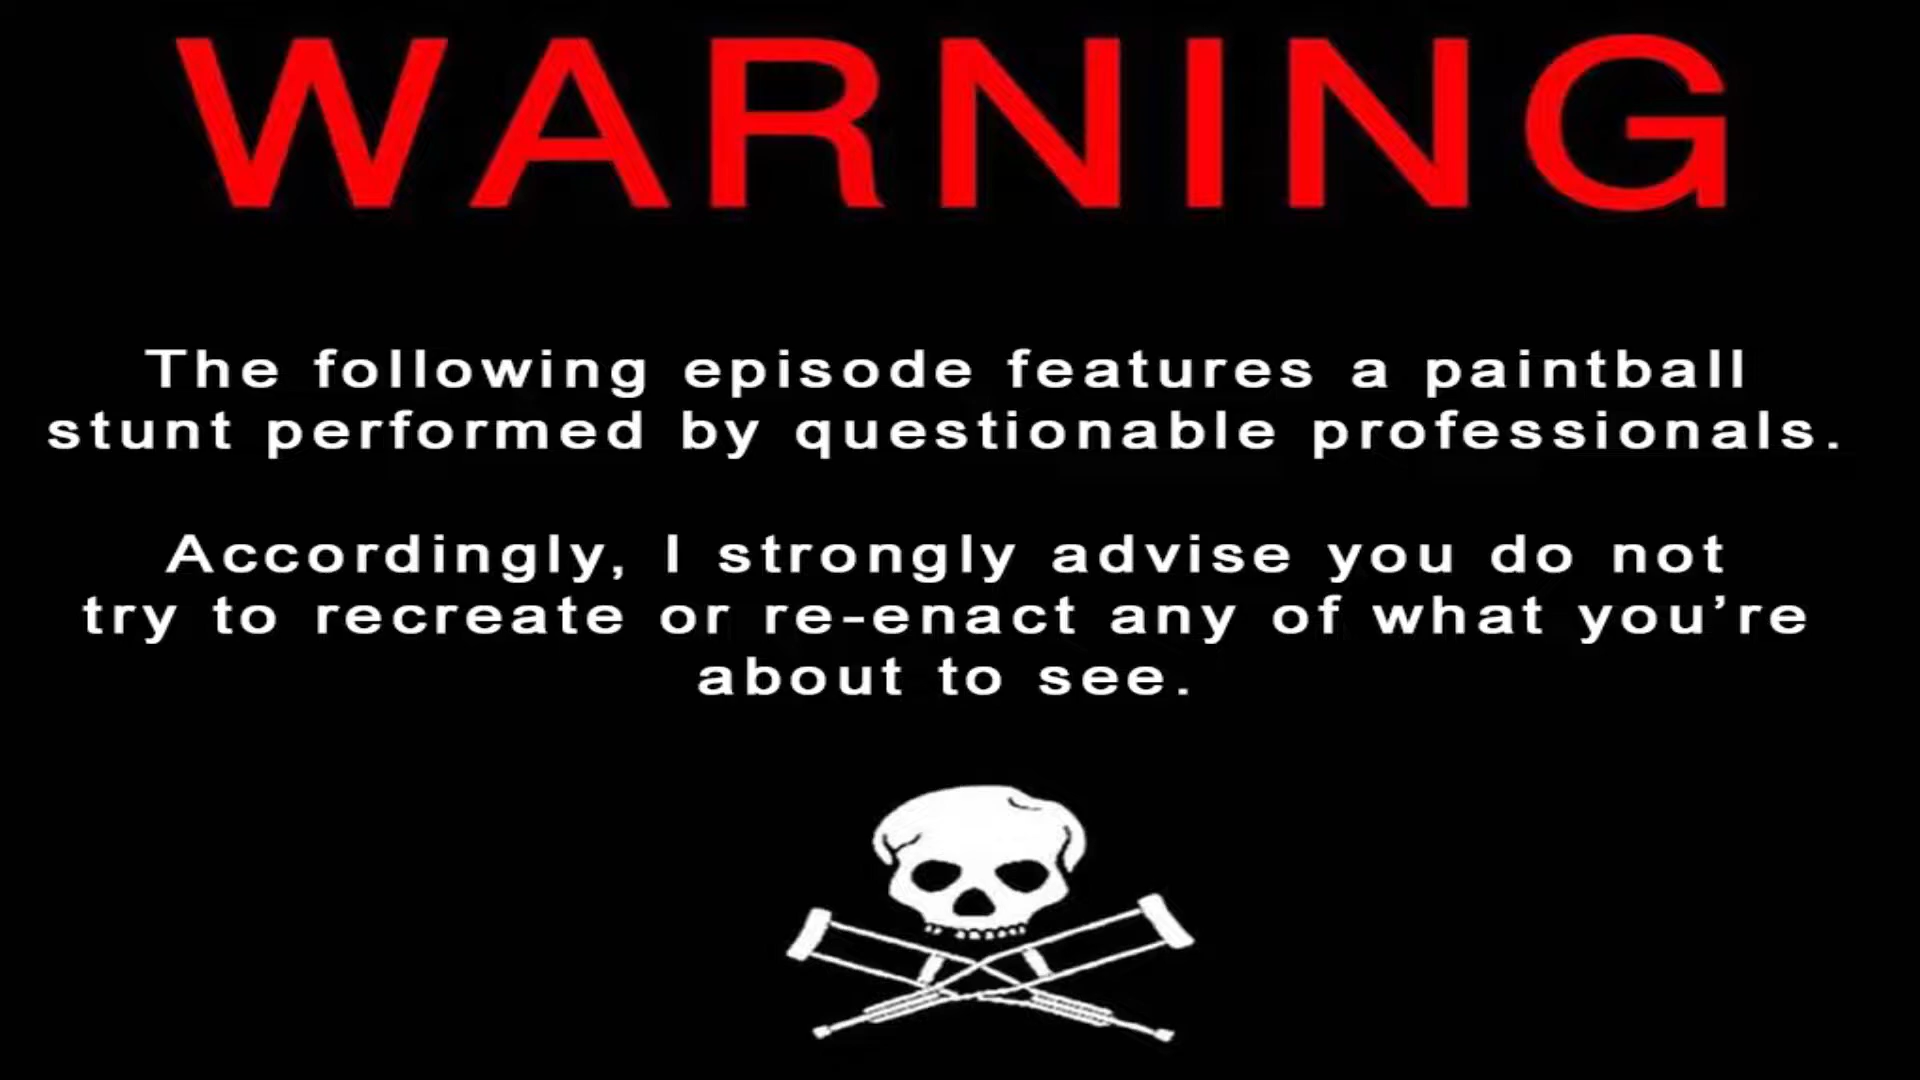 WARNING
The following episode features a paintball
stunt performed by questionable professionals.
Accordingly, I strongly advise you do not
try to recreate or re-enact any of what you’re
about to see.